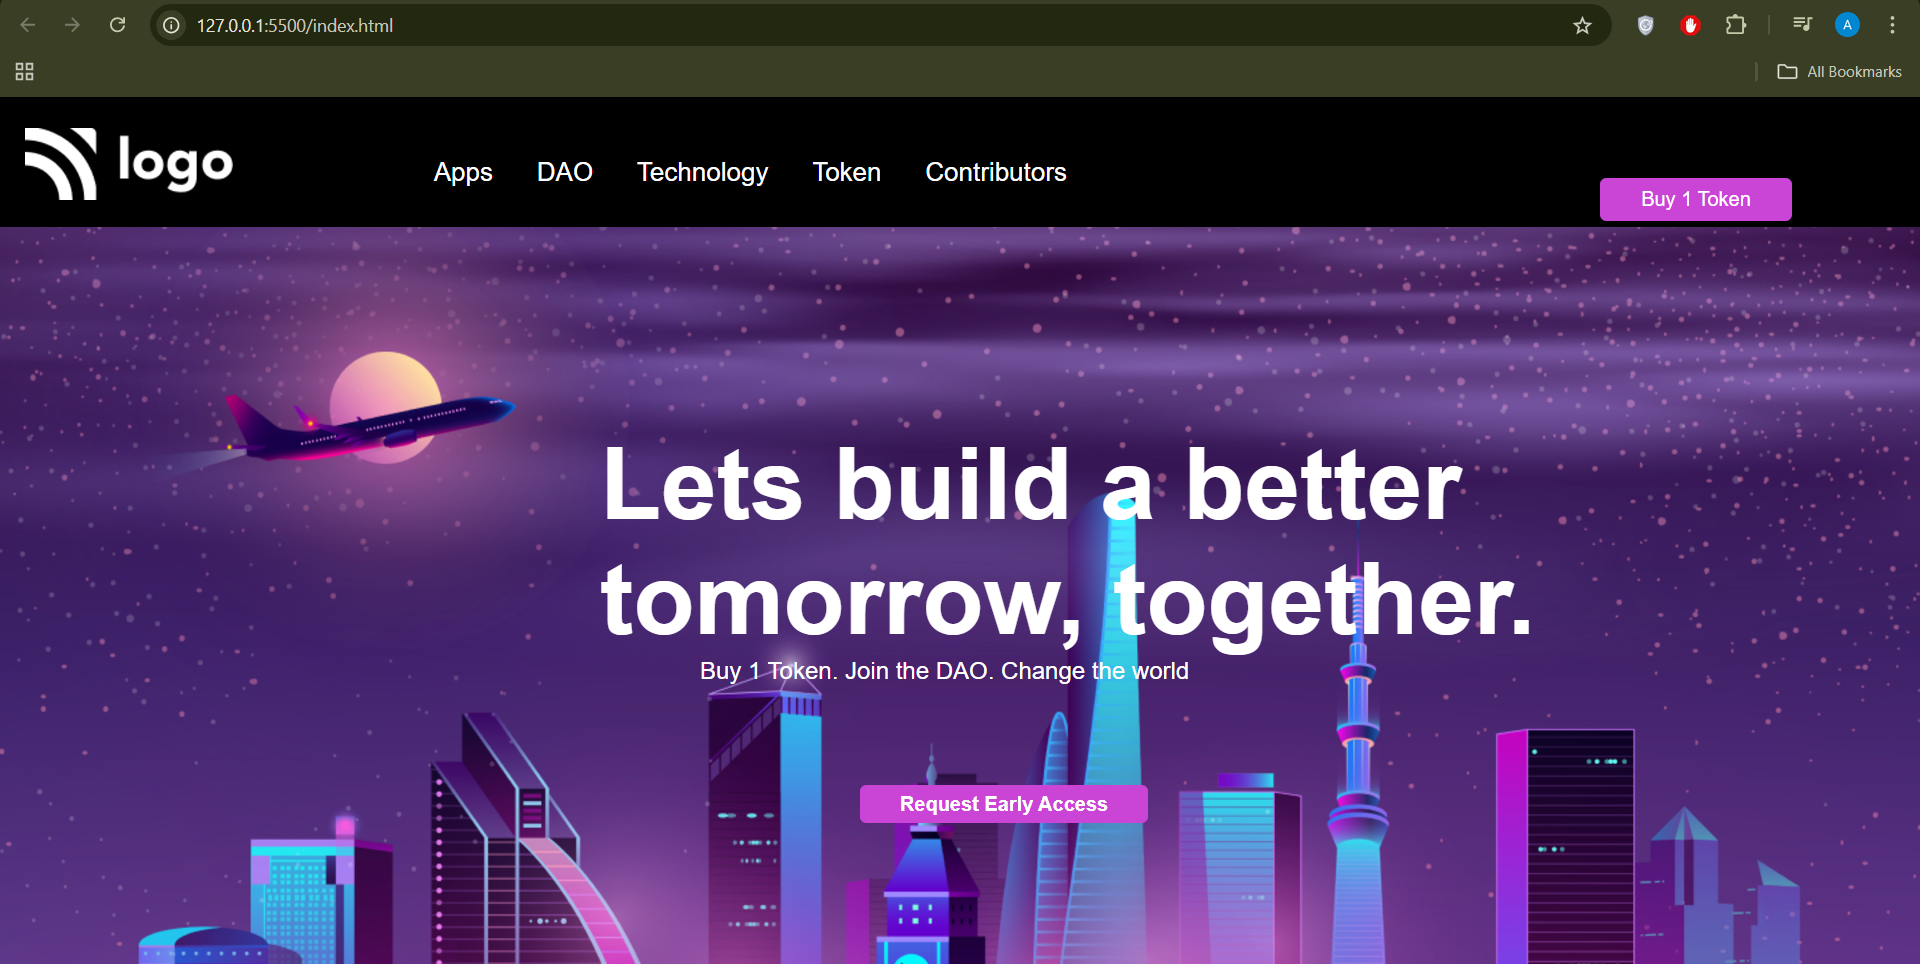 127.0.0.1:5500/index.html
A
All Bookmarks
logo
Apps DAO Technology Token Contributors
Buy 1 Token
Lets build a better
tomorrow, together.
Buy 1 Token. Join the DAO. Change the world
Request Early Access